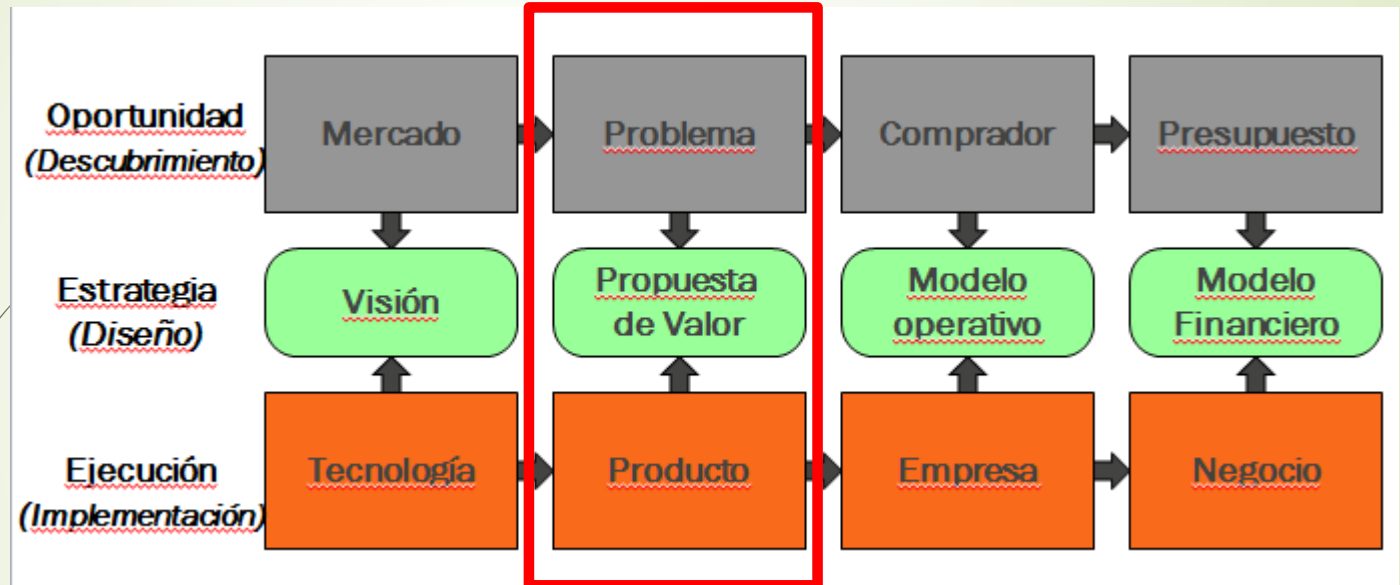 Oportunidad
(Descubrimiento)
Mercado
Problema
Comprador
Presupuesto
Estrategia
(Diseño)
Visión
Propuesta
de Valor
Modelo
operativo
Modelo
Financiero
Ejecución
(Implementación)
Tecnología
Producto
Empresa
Negocio